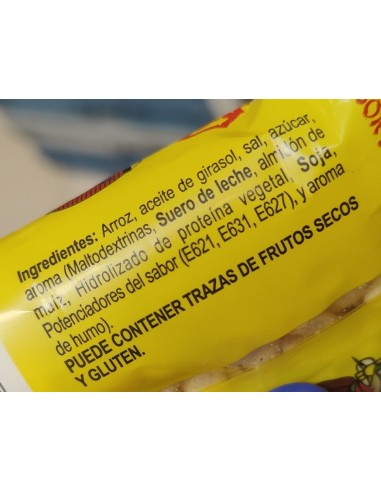 Ingredientes: Arroz, aceite de girasol, sal, azúcar,
aroma (Maltodextrinas, Suero de leche, almidón de
maíz, Hidrolizado de proteína vegetal, Soja,
Potenciadores del sabor (E621, E631, E627), y aroma
de humo).
PUEDE CONTENER TRAZAS DE FRUTOS SECOS
Y GLUTEN.